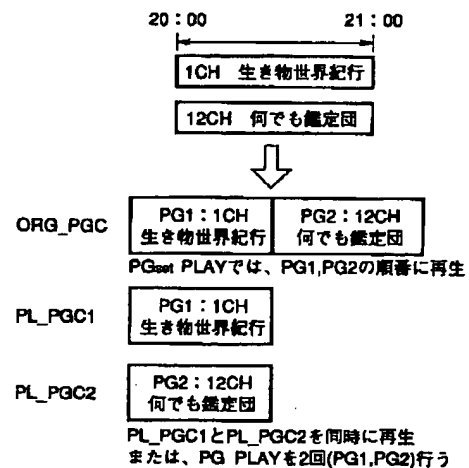 20:00 21:00
1CH 生き物世界紀行
12CH 何でも鑑定団
ORG_PGC
PG1:1CH
生き物世界紀行
PG2:12CH
何でも鑑定団
PGset PLAYでは、PG1,PG2の順番に再生
PL_PGC1
PG1:1CH
生き物世界紀行
PL_PGC2
PG2:12CH
何でも鑑定団
PL_PGC1とPL_PGC2を同時に再生
または、PG PLAYを2回(PG1,PG2)行う